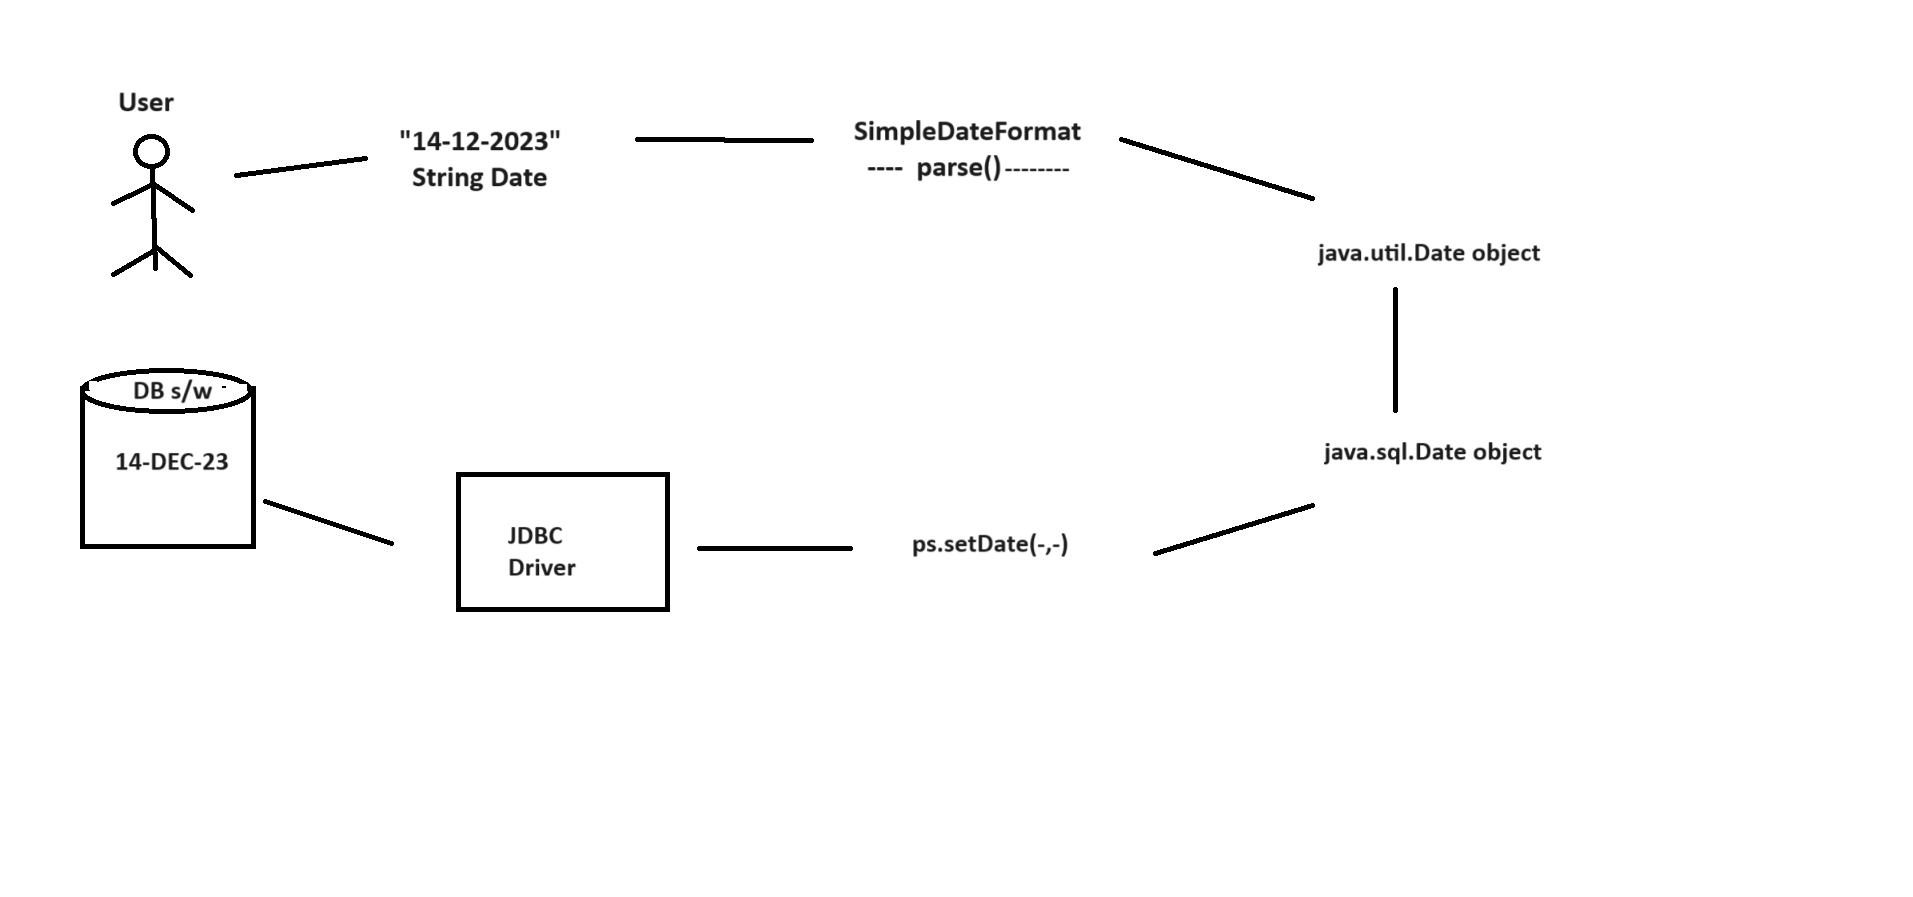 User
"14-12-2023"
String Date
SimpleDateFormat
---- parse()--------
java.util.Date object
java.sql.Date object
ps.setDate(-,-)
JDBC
Driver
DB s/w
14-DEC-23